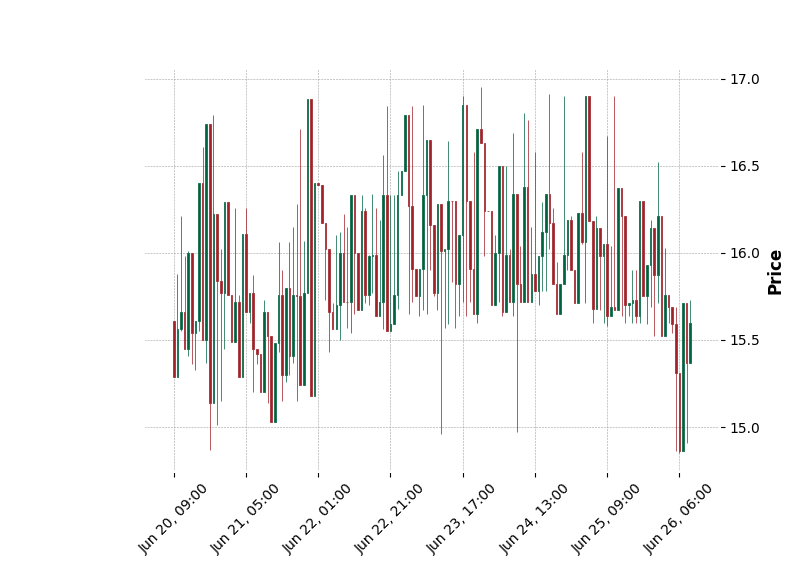 17.0
16.5
16.0
15.5
15.0
Price
Jun 20, 09:00
Jun 21, 05:00
Jun 22, 01:00
Jun 22, 21:00
Jun 23, 17:00
Jun 24, 13:00
Jun 25, 09:00
Jun 26, 06:00